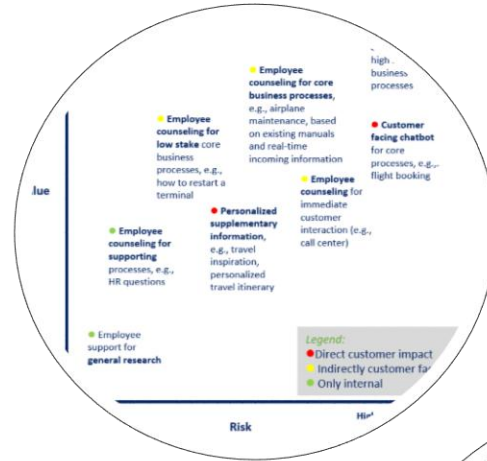 high
business
processes
Employee
counseling for core
business processes,
e.g., airplane
maintenance, based
on existing manuals
and real-time
incoming information
Employee
counseling for
low stake core
business
processes, e.g.,
how to restart a
terminal
Customer
facing chatbot
for core
processes, e.g.,
flight booking
Employee
counseling for
immediate
customer
interaction (e.g.,
call center)
Personalized
supplementary
information,
e.g., travel
inspiration,
personalized
travel itinerary
Employee
counseling for
supporting
processes, e.g.,
HR questions
Employee
support for
general research
Legend:
Direct customer impact
Indirectly customer
Only internal
Risk